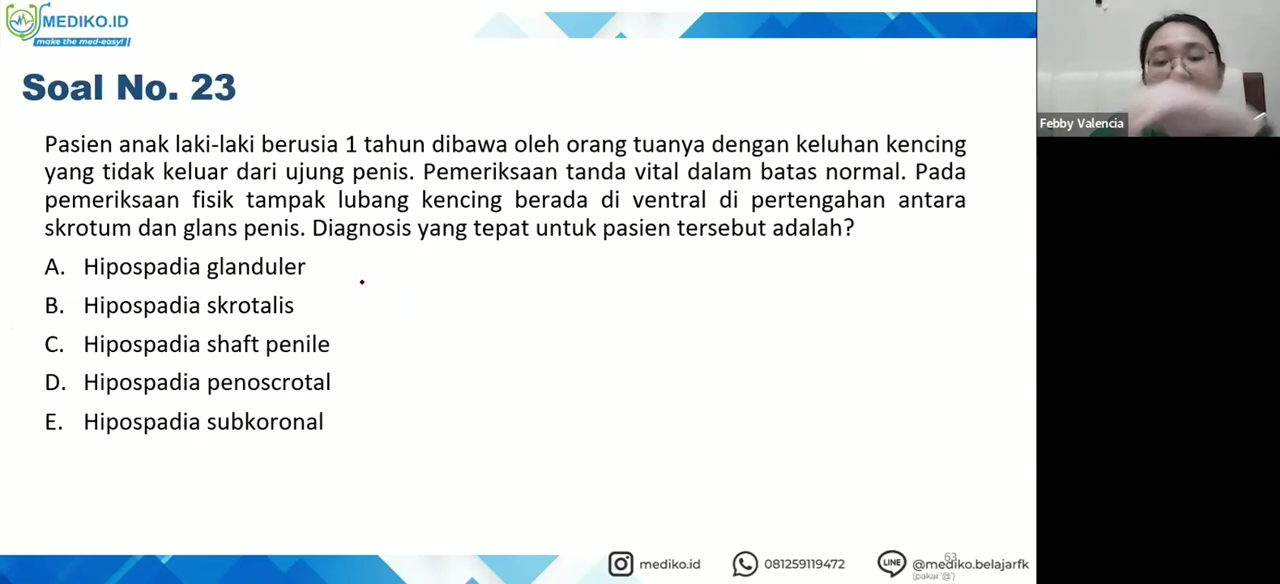 MEDIKO.ID
make the med-easy!
Soal No. 23
Pasien anak laki-laki berusia 1 tahun dibawa oleh orang tuanya dengan keluhan kencing
yang tidak keluar dari ujung penis. Pemeriksaan tanda vital dalam batas normal. Pada
pemeriksaan fisik tampak lubang kencing berada di ventral di pertengahan antara
skrotum dan glans penis. Diagnosis yang tepat untuk pasien tersebut adalah?
A. Hipospadia glanduler
B. Hipospadia skrotalis
C. Hipospadia shaft penile
D. Hipospadia penoscrotal
E. Hipospadia subkoronal
Febby Valencia
63
mediko.id
081259119472
LINE
@mediko.belajarfk
(pakai '@')